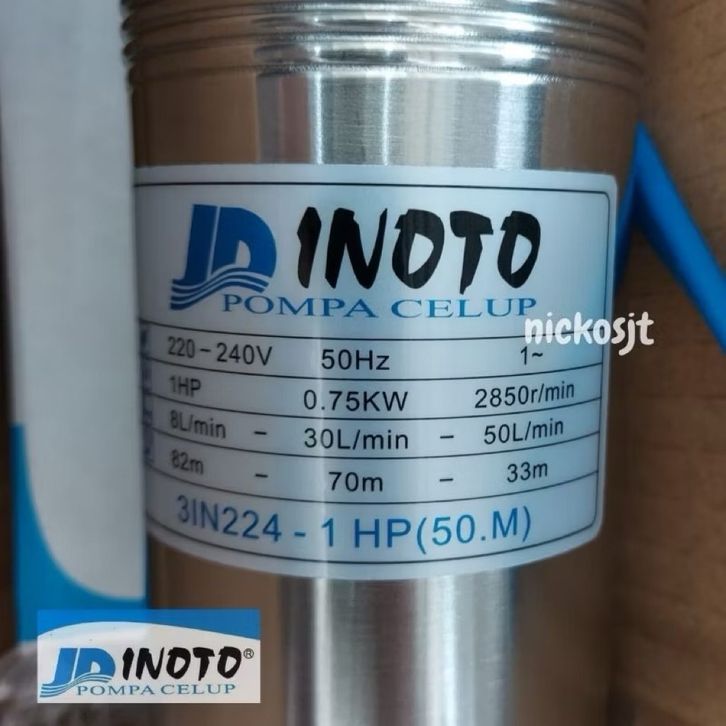 JD INOTO
POMPA CELUP
nickosjt
220-240V 50Hz 1~
1HP 0.75KW 2850r/min
8L/min - 30L/min - 50L/min
82m - 70m - 33m
3IN224 - 1 HP(50.M)
JD INOTO®
POMPA CELUP